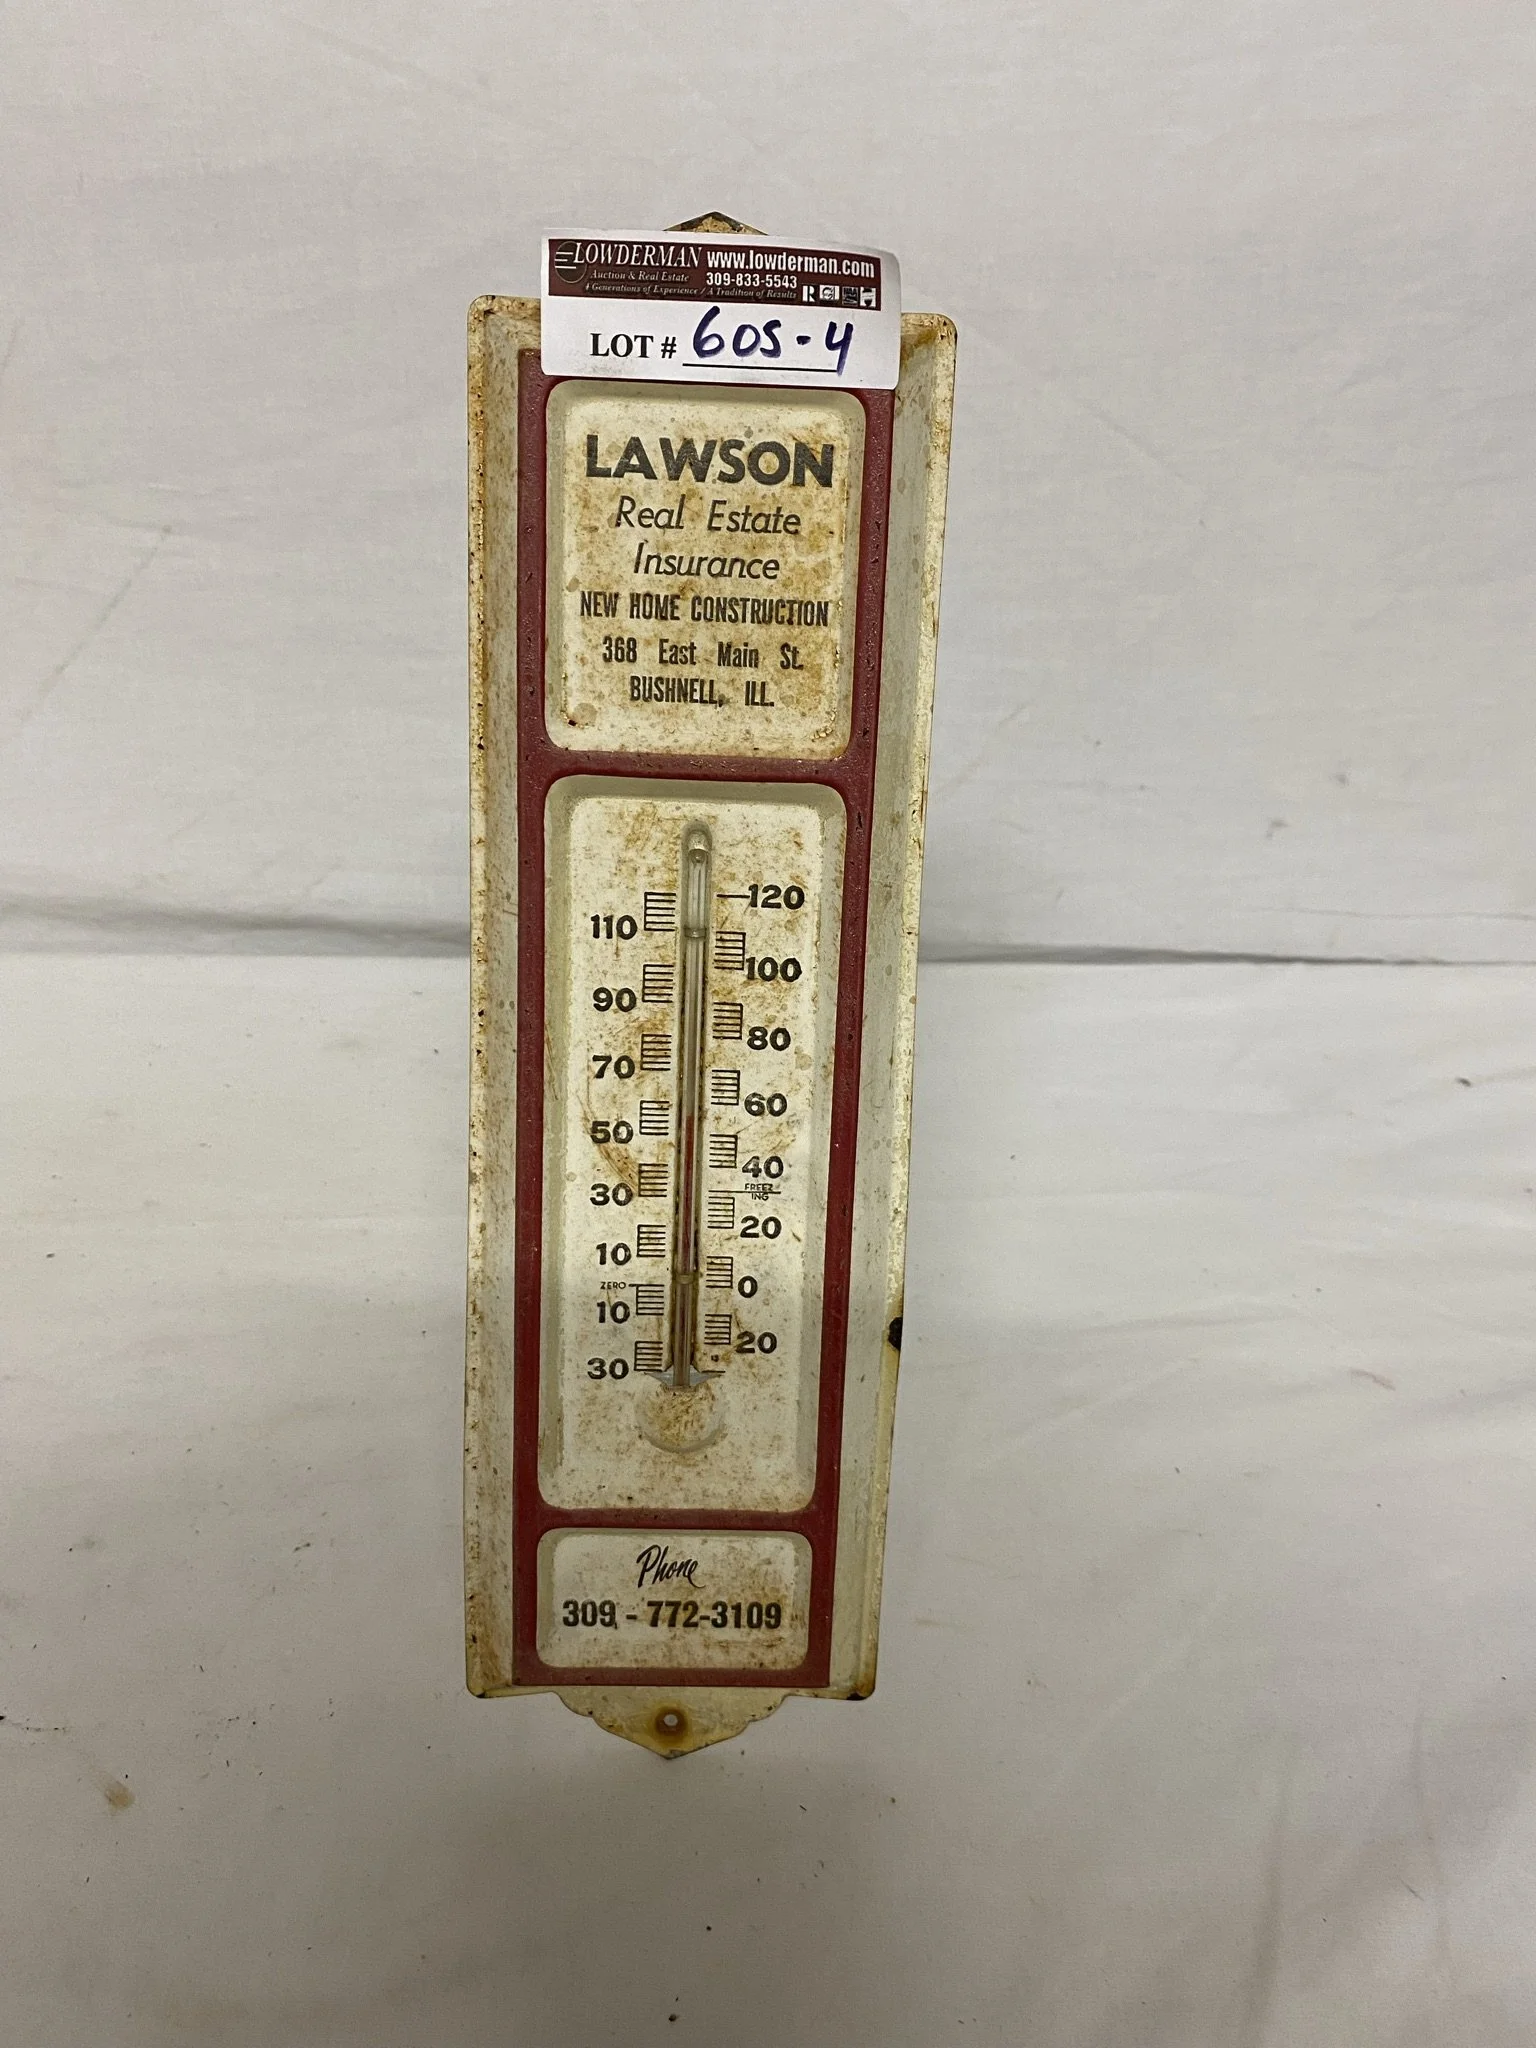 LOWDERMAN www.lowderman.com
Auction & Real Estate 309-833-5543
4 Generations of Experience / A Tradition of Results
LOT # 605-4
LAWSON
Real Estate
Insurance
NEW HOME CONSTRUCTION
368 East Main St.
BUSHNELL, ILL.
120
110
100
90
80
70
60
50
40
30
FREEZ
ING
20
10
ZERO
0
10
20
30
Phone
309 - 772-3109